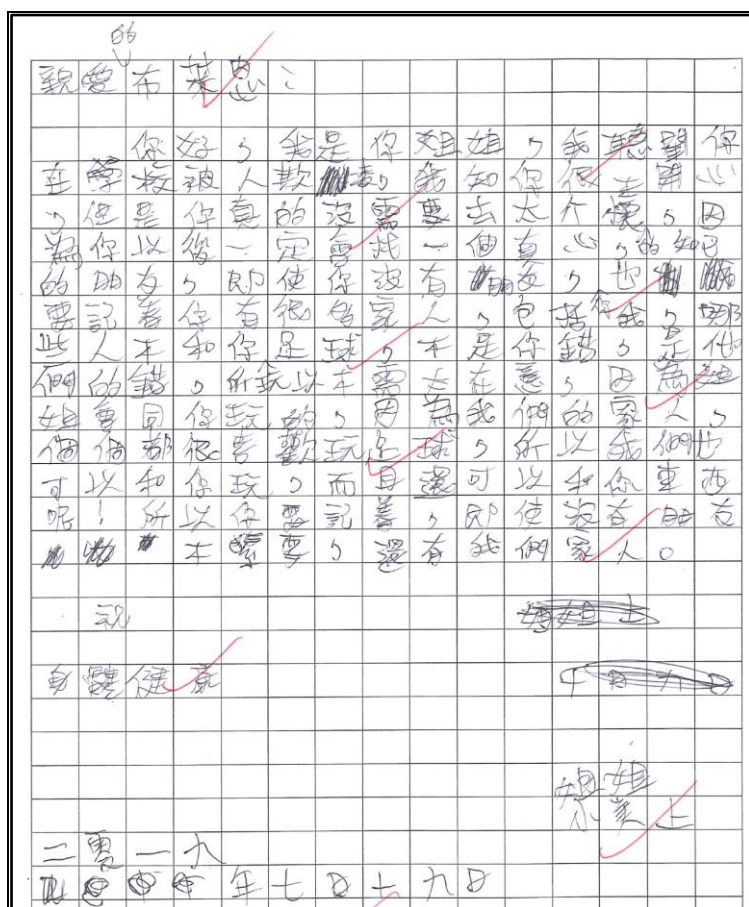 親愛的布萊恩：
你好，我是你姐姐，我聽聞你
在學校被人欺，我知你很生氣
，但是你真的沒需要去太介懷，因
為你以後一定會找一個真心，的知己
的朋友，即使你沒有朋友，也
要記着你有很多家人，包括你我，那
些人不和你足球，不是你錯，是他
們的錯，所以不需太在意，因為姐
姐會同你玩的，因為我們的家人，
個個都很喜歡玩足球，所以我們也
可以和你玩，而且還可以和你東西
呢！所以你要記着，即使沒有朋友
不緊要，還有我們家人。
祝
身體健康
姐姐
小美上
二零一九
年七月十九日